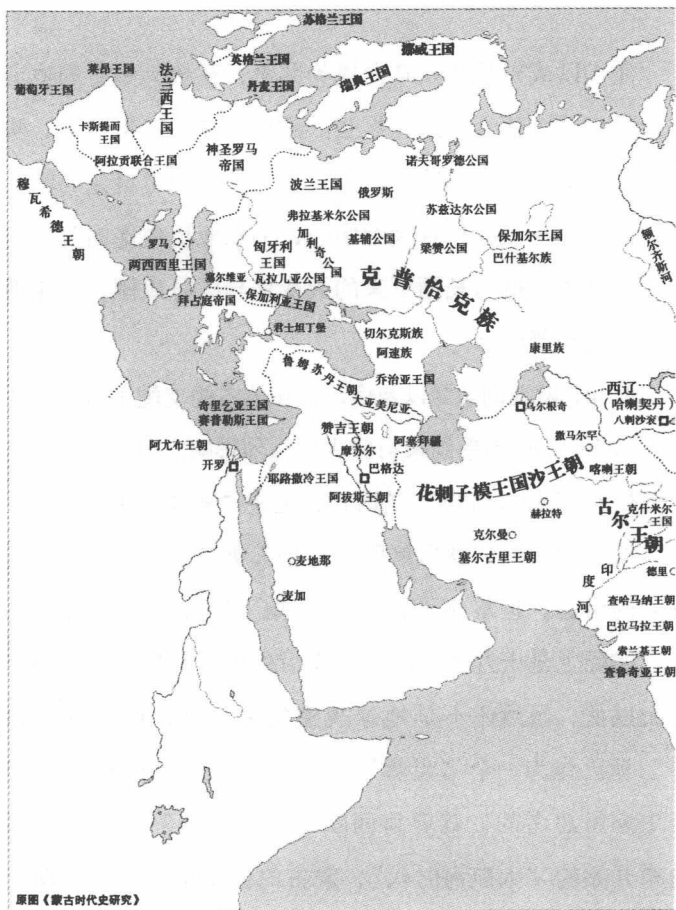 苏格兰王国
英格兰王国
挪威王国
莱昂王国
法兰西王国
丹麦王国
瑞典王国
葡萄牙王国
卡斯提而
王国
阿拉贡联合王国
神圣罗马
帝国
诺夫哥罗德公国
波兰王国
俄罗斯
穆瓦希德王朝
弗拉基米尔公国
苏兹达尔公国
加利奇公国
基辅公国
保加尔王国
额尔齐斯河
罗马
匈牙利
王国
梁赞公国
巴什基尔族
两西西里王国
塞尔维亚
瓦拉几亚公国
克普恰克族
拜占庭帝国
保加利亚王国
君士坦丁堡
切尔克斯族
康里族
阿速族
鲁姆苏丹王朝
乔治亚王国
西辽
(哈喇契丹)
大亚美尼亚
奇里乞亚王国
赛普勒斯王国
乌尔根奇
八剌沙衮
赞吉王朝
阿塞拜疆
撒马尔罕
阿尤布王朝
摩苏尔
喀喇王朝
开罗
耶路撒冷王国
巴格达
花剌子模王国沙王朝
阿拔斯王朝
赫拉特
古尔王朝
克什米尔
王国
克尔曼
塞尔古里王朝
印度河
德里
麦地那
麦加
查哈马纳王朝
巴拉马拉王朝
索兰基王朝
查鲁奇亚王朝
原图《蒙古时代史研究》